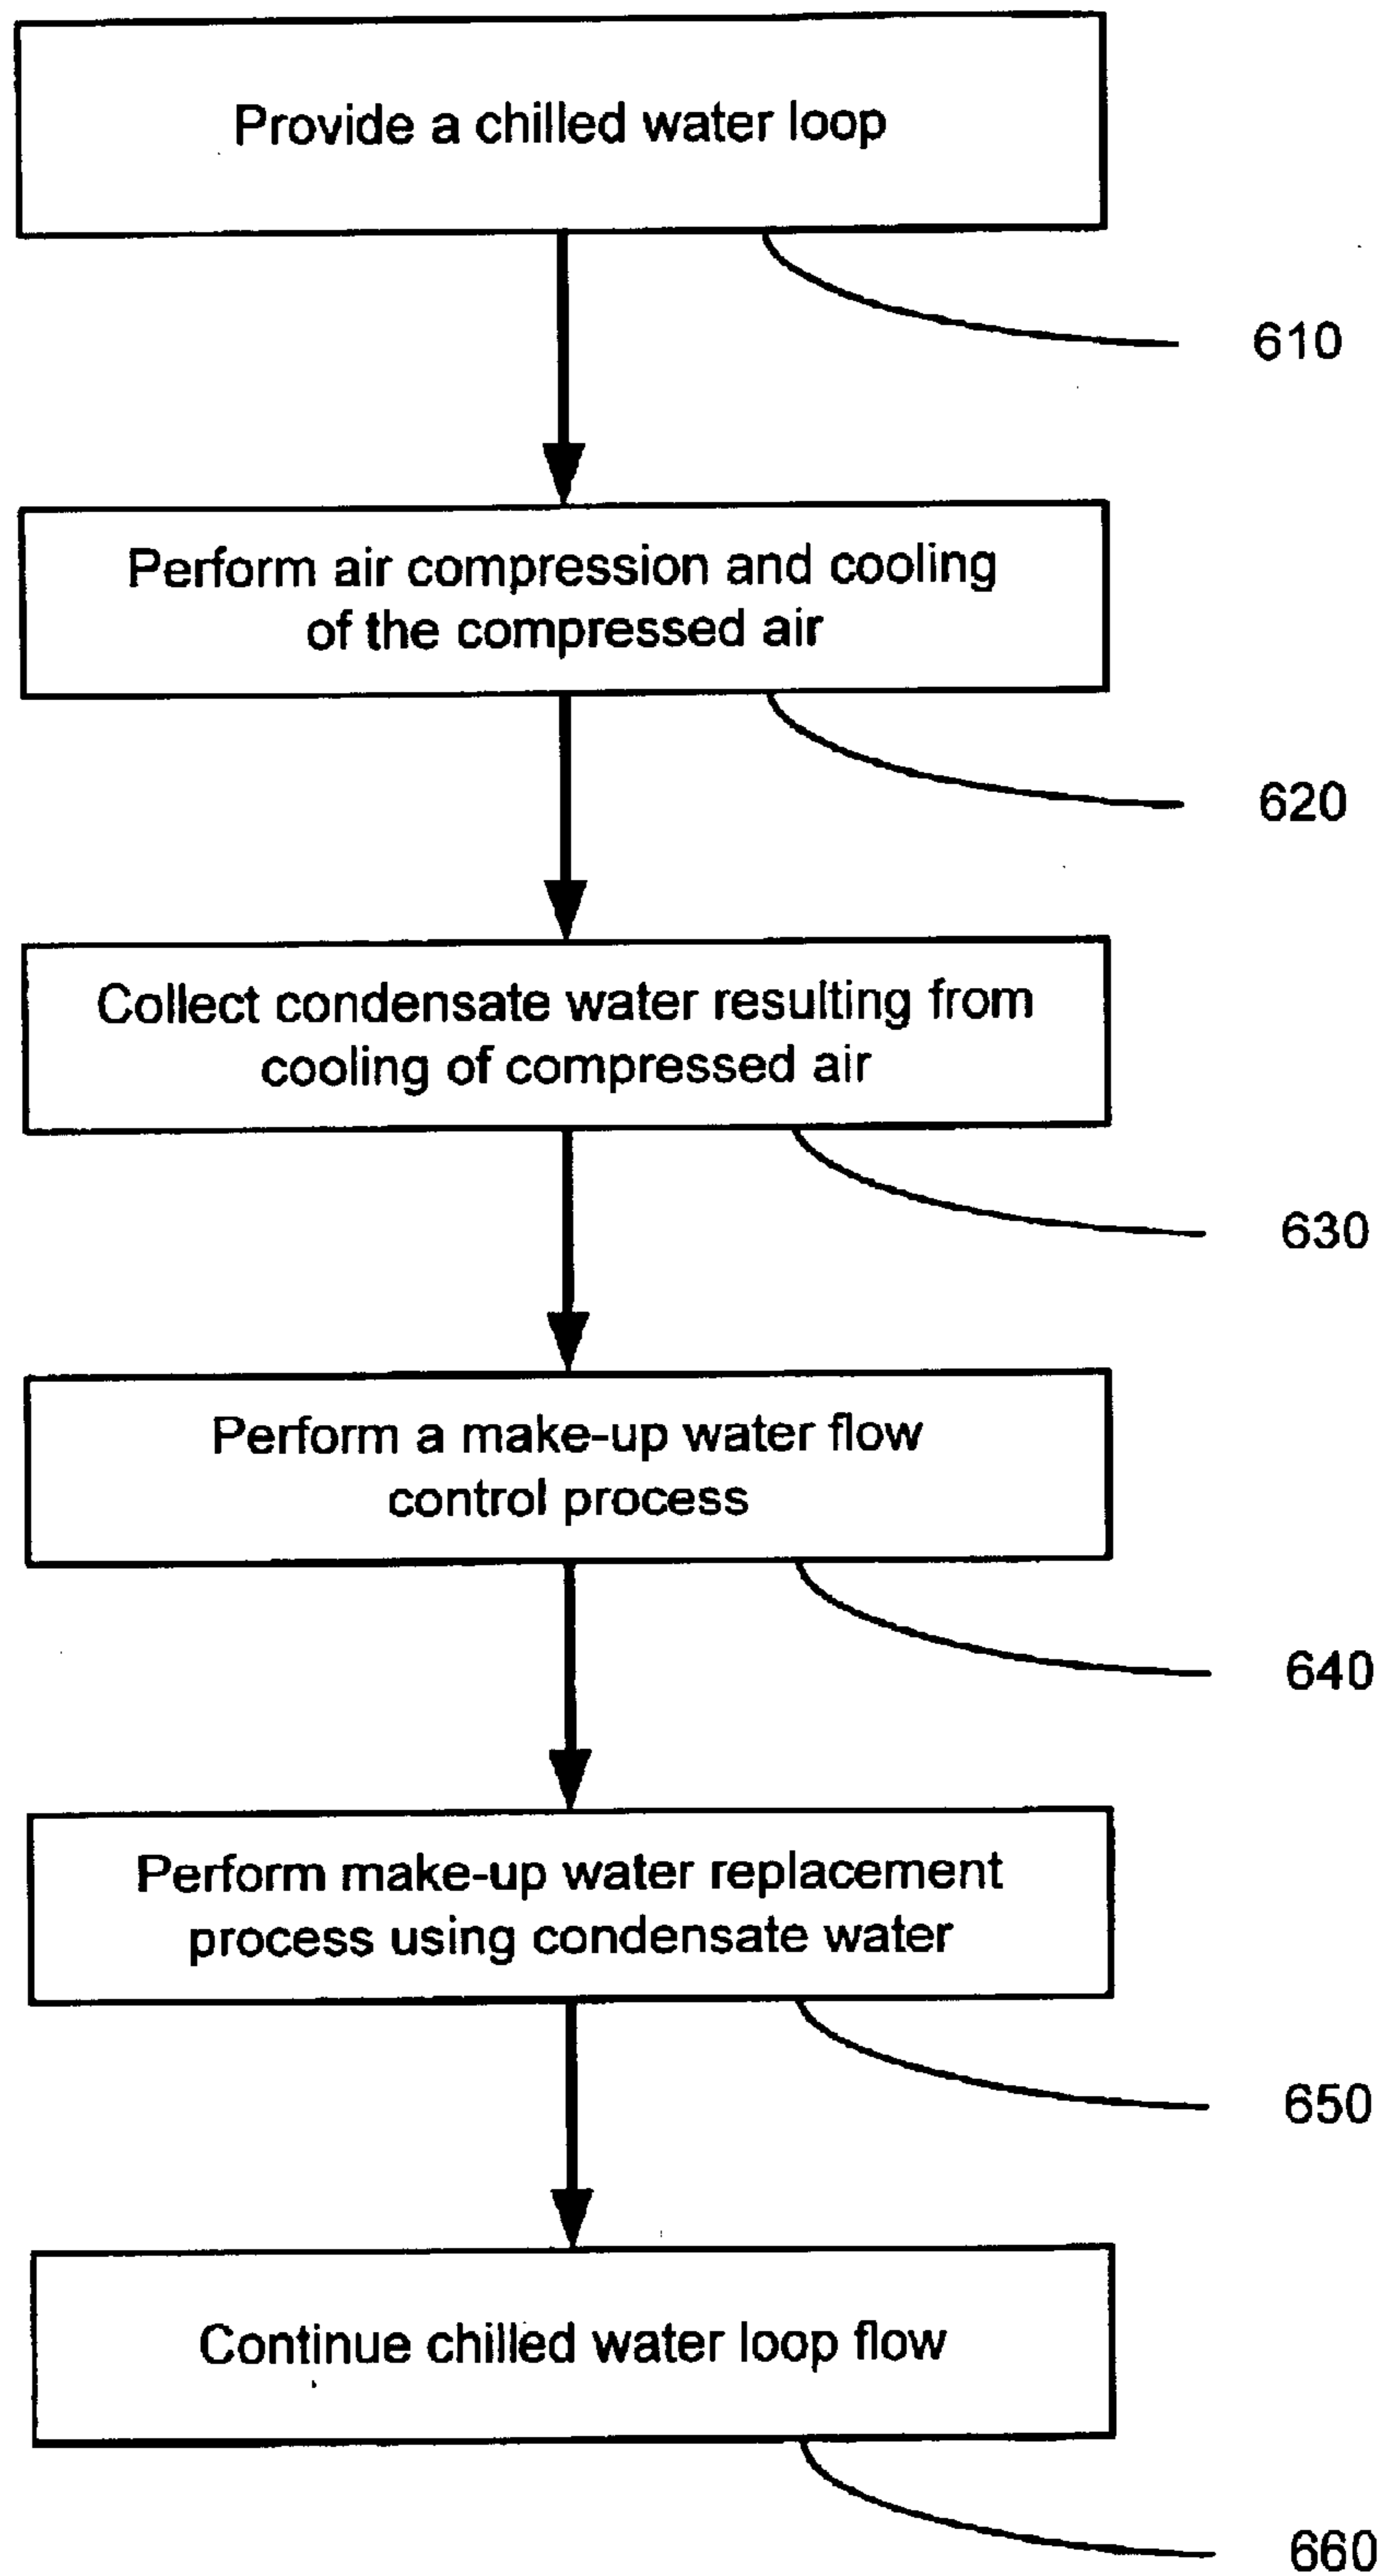 Provide a chilled water loop
610
Perform air compression and cooling
of the compressed air
620
Collect condensate water resulting from
cooling of compressed air
630
Perform a make-up water flow
control process
640
Perform make-up water replacement
process using condensate water
650
Continue chilled water loop flow
660